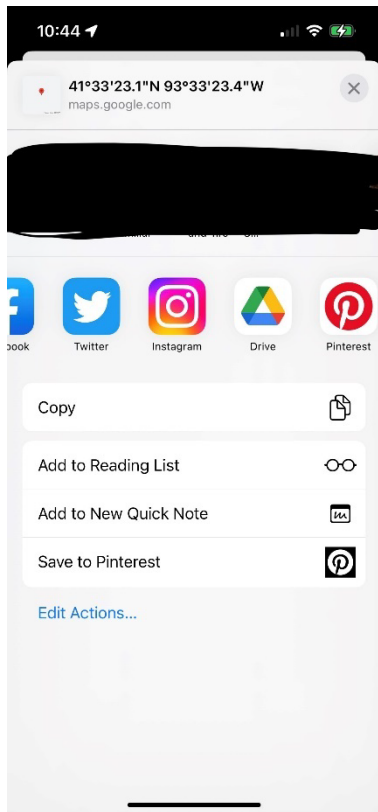 10:44
41°33'23.1"N 93°33'23.4"W
maps.google.com
ook
Twitter
Instagram
Drive
Pinterest
Copy
Add to Reading List
Add to New Quick Note
Save to Pinterest
Edit Actions...